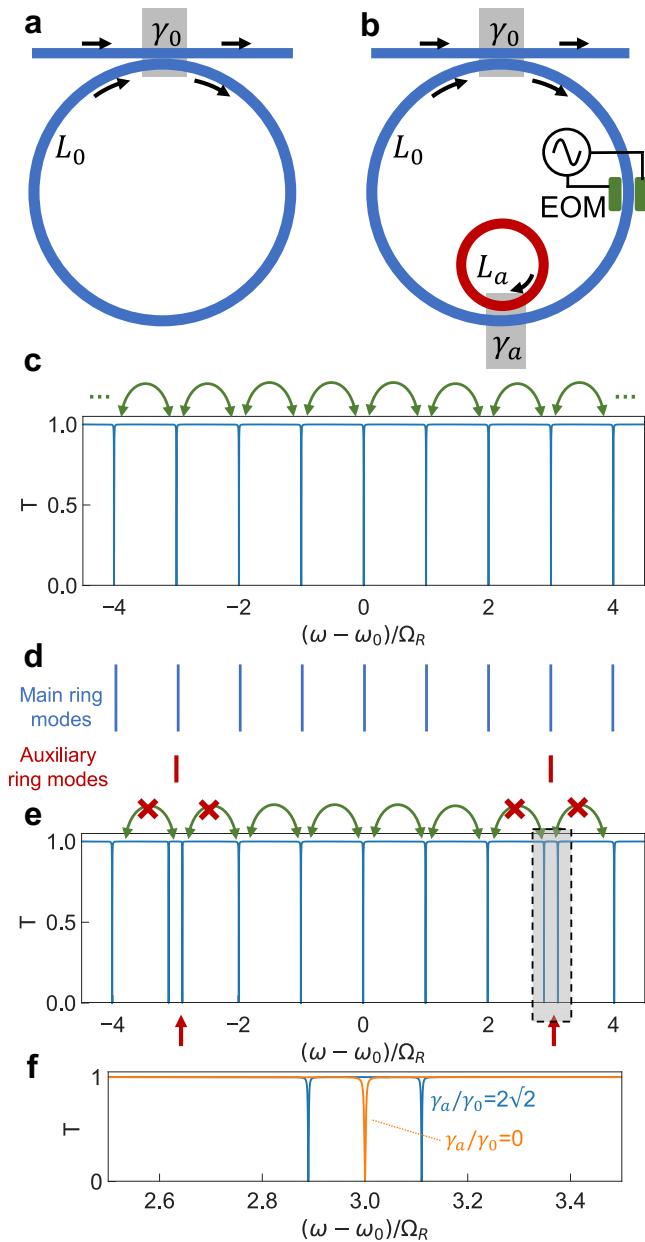 a
b
γ₀
γ₀
L₀
L₀
EOM
Lₐ
γₐ
c
... ...
T
1.0
0.5
0.0
−4 −2 0 2 4
(ω − ω₀)/Ω_R
d
Main ring
modes
Auxiliary
ring modes
e
T
1.0
0.5
0.0
−4 −2 0 2 4
(ω − ω₀)/Ω_R
f
T
1
0
γₐ/γ₀=2√2
γₐ/γ₀=0
2.6 2.8 3.0 3.2 3.4
(ω − ω₀)/Ω_R